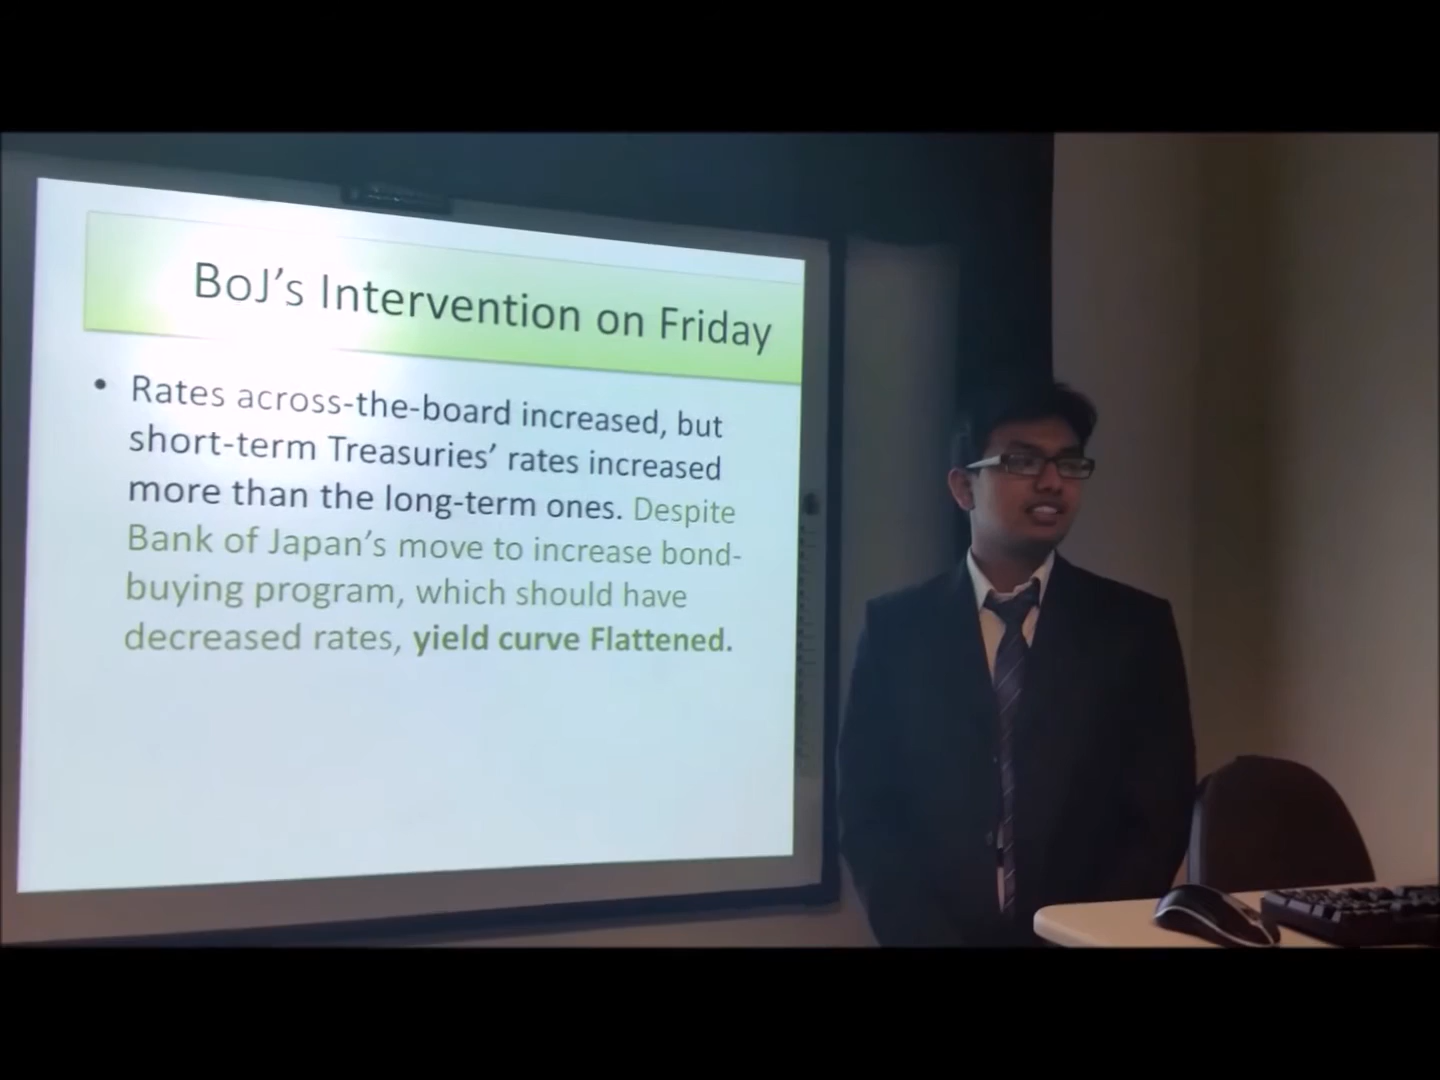 BoJ’s Intervention on Friday
• Rates across-the-board increased, but
short-term Treasuries’ rates increased
more than the long-term ones. Despite
Bank of Japan’s move to increase bond-
buying program, which should have
decreased rates, yield curve Flattened.